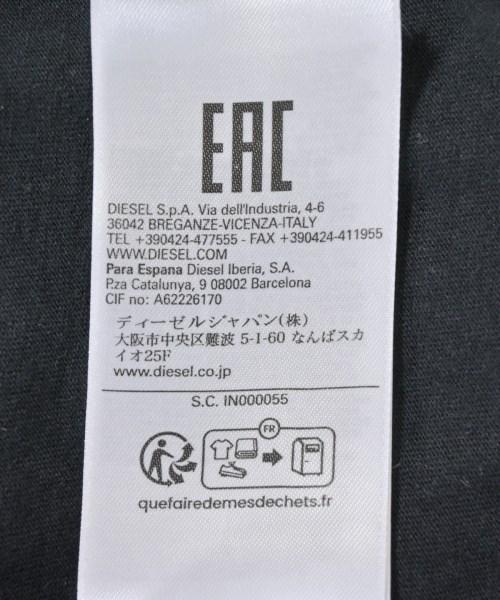 EAC
DIESEL S.p.A. Via dell'Industria, 4-6
36042 BREGANZE-VICENZA-ITALY
TEL +390424-477555 - FAX +390424-411955
WWW.DIESEL.COM
Para Espana Diesel Iberia, S.A.
P.za Catalunya, 9 08002 Barcelona
CIF no: A62226170
ディーゼルジャパン(株)
大阪市中央区難波 5-1-60 なんばスカ
イオ25F
www.diesel.co.jp
S.C. IN000055
FR
quefairedemesdechets.fr